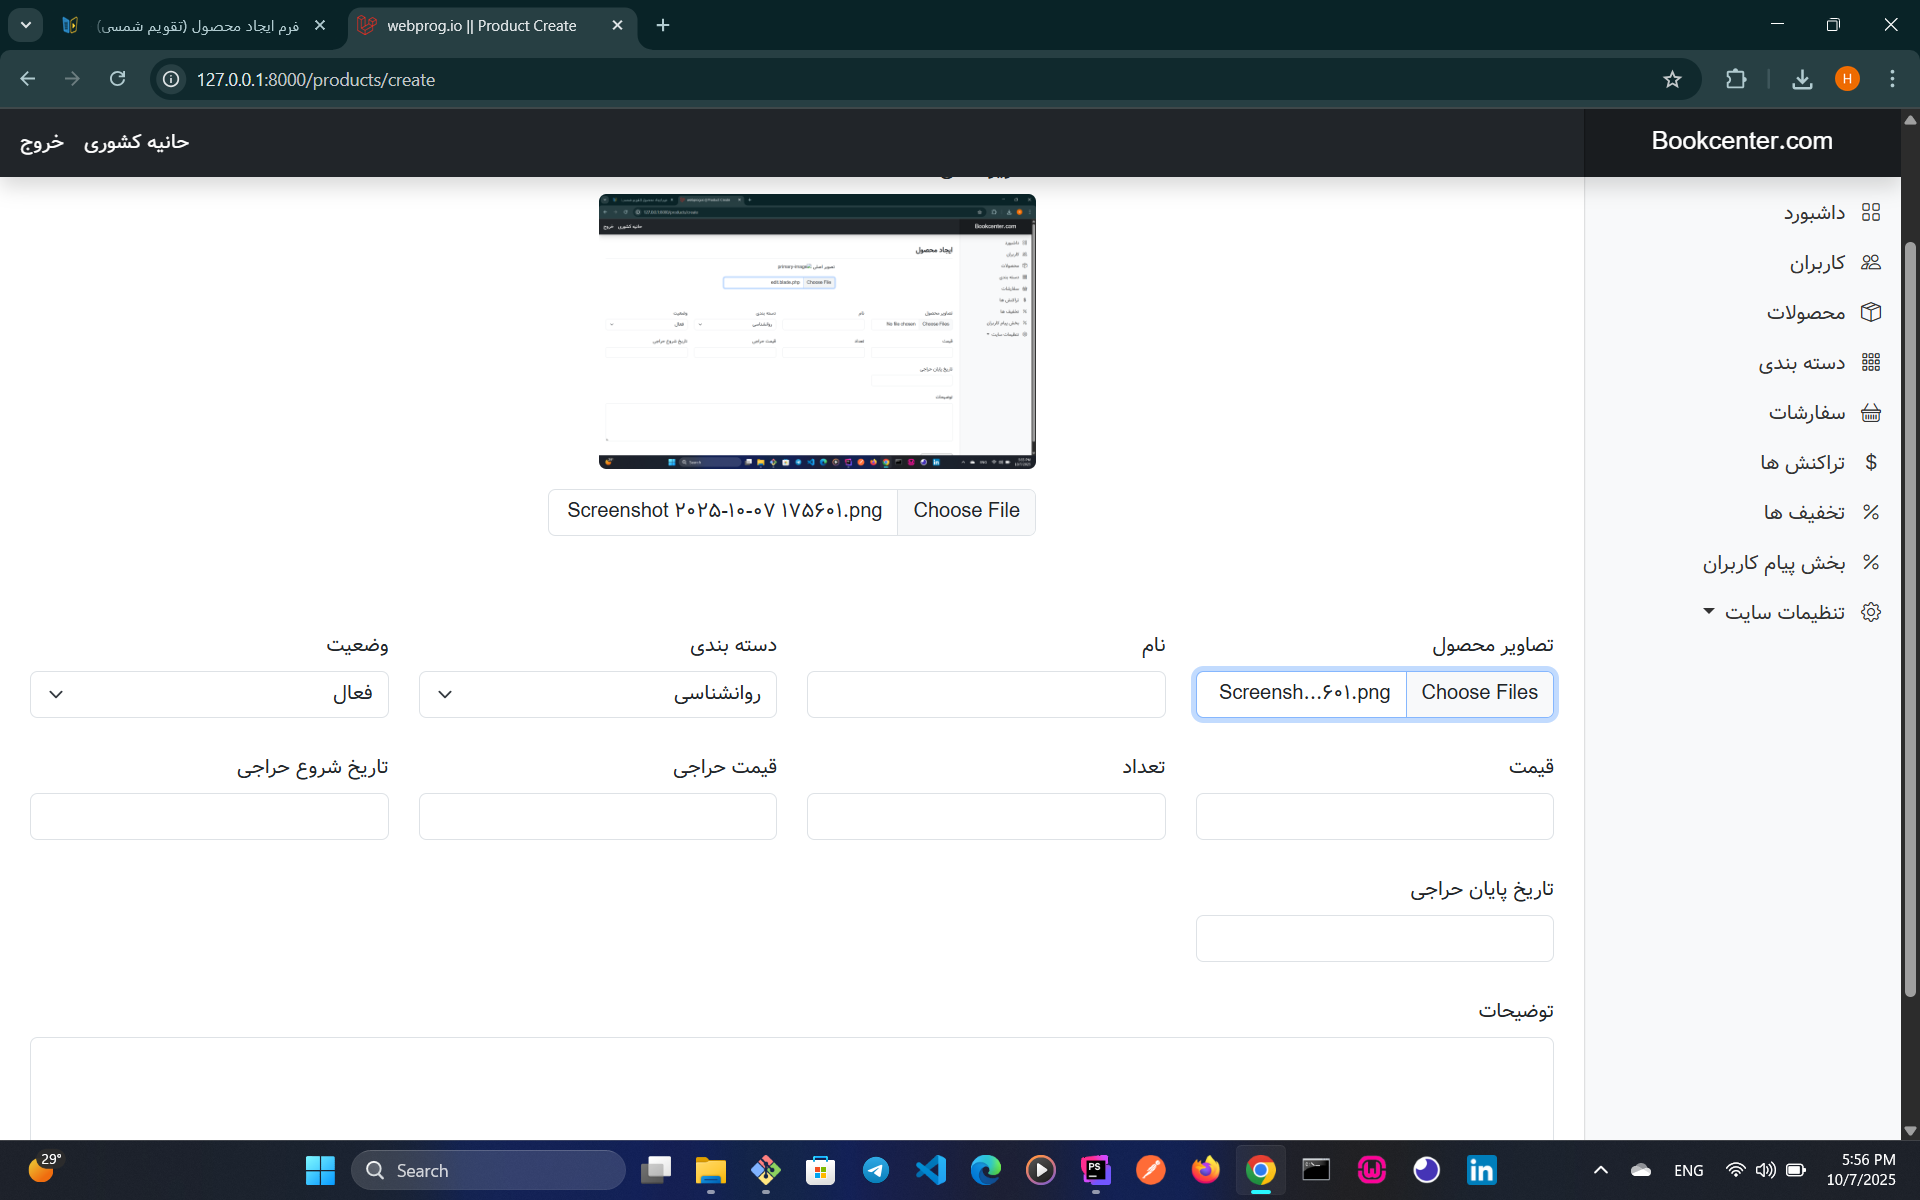 فرم ایجاد محصول (تقویم شمسی)
webprog.io || Product Create
127.0.0.1:8000/products/create
H
Bookcenter.com
حانیه کشوری
خروج
داشبورد
کاربران
محصولات
دسته بندی
سفارشات
تراکنش ها
تخفیف ها
بخش پیام کاربران
تنظیمات سایت
Bookcenter.com
ایجاد محصول
Choose File
Screenshot ۲۰۲۵-۱۰-۰۷ ۱۷۵۶۰۱.png
تصاویر محصول
نام
دسته بندی
وضعیت
Choose Files
Screensh...۶۰۱.png
روانشناسی
فعال
قیمت
تعداد
قیمت حراجی
تاریخ شروع حراجی
تاریخ پایان حراجی
توضیحات
29°
Search
ENG
5:56 PM
10/7/2025